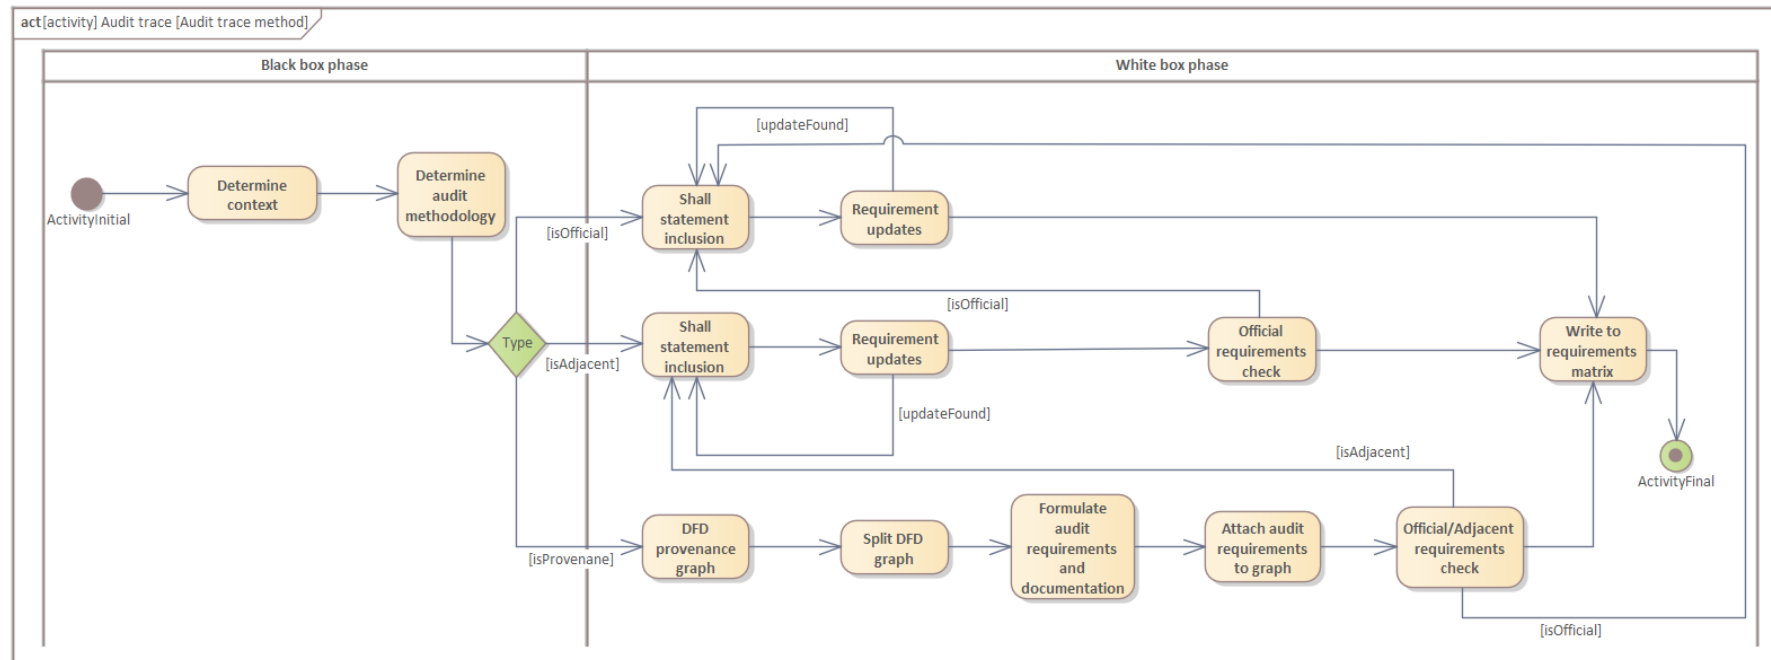 act [activity] Audit trace [Audit trace method]
Black box phase
White box phase
ActivityInitial
Determine
context
Determine
audit
methodology
Type
[isOfficial]
[isAdjacent]
[isProvenane]
[updateFound]
Shall
statement
inclusion
Requirement
updates
[isOfficial]
Shall
statement
inclusion
Requirement
updates
[updateFound]
Official
requirements
check
Write to
requirements
matrix
[isAdjacent]
ActivityFinal
DFD
provenance
graph
Split DFD
graph
Formulate
audit
requirements
and
documentation
Attach audit
requirements
to graph
Official/Adjacent
requirements
check
[isOfficial]